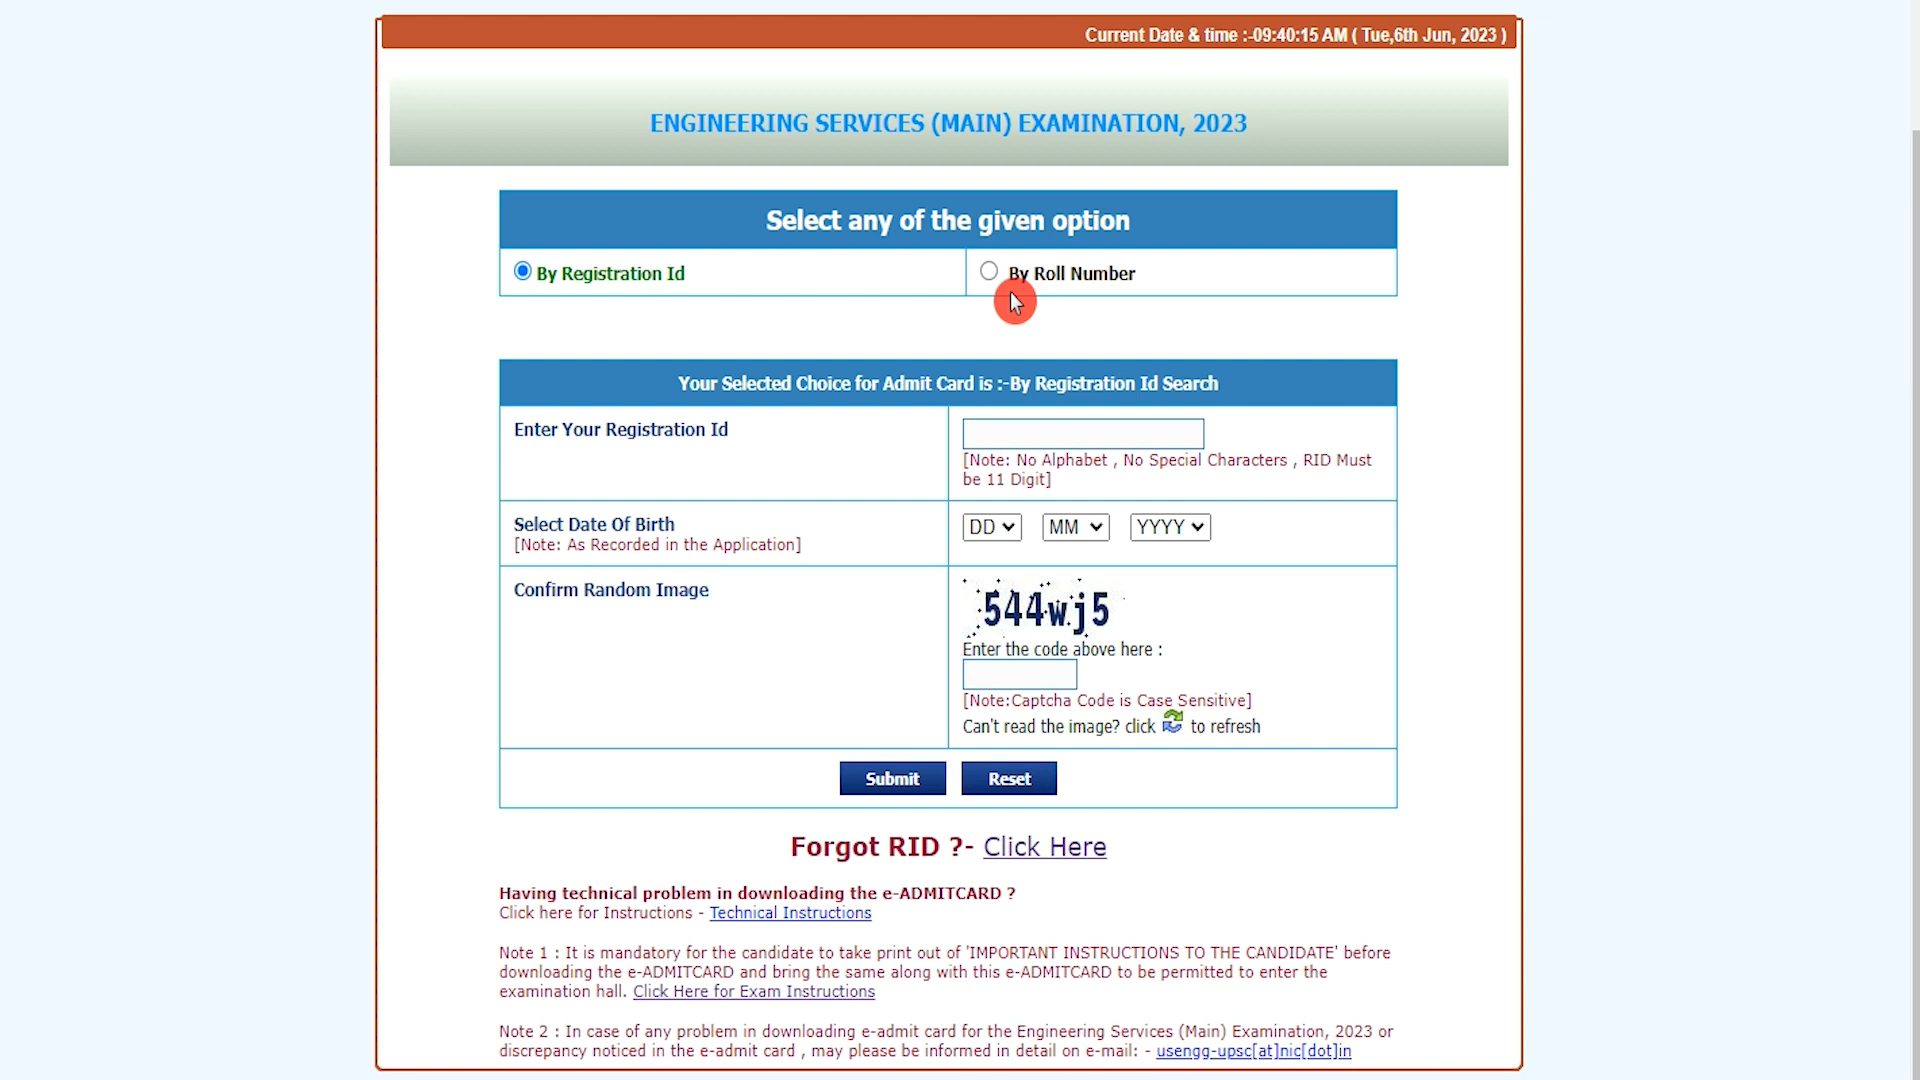 Current Date & time :-09:40:15 AM ( Tue,6th Jun, 2023 )
ENGINEERING SERVICES (MAIN) EXAMINATION, 2023
Select any of the given option
By Registration Id
By Roll Number
Your Selected Choice for Admit Card is :-By Registration Id Search
Enter Your Registration Id
[Note: No Alphabet , No Special Characters , RID Must
be 11 Digit]
Select Date Of Birth
[Note: As Recorded in the Application]
DD MM YYYY
Confirm Random Image
544wj5
Enter the code above here :
[Note:Captcha Code is Case Sensitive]
Can't read the image? click to refresh
Submit Reset
Forgot RID ?- Click Here
Having technical problem in downloading the e-ADMITCARD ?
Click here for Instructions - Technical Instructions
Note 1 : It is mandatory for the candidate to take print out of 'IMPORTANT INSTRUCTIONS TO THE CANDIDATE' before
downloading the e-ADMITCARD and bring the same along with this e-ADMITCARD to be permitted to enter the
examination hall. Click Here for Exam Instructions
Note 2 : In case of any problem in downloading e-admit card for the Engineering Services (Main) Examination, 2023 or
discrepancy noticed in the e-admit card , may please be informed in detail on e-mail: - usengg-upsc[at]nic[dot]in